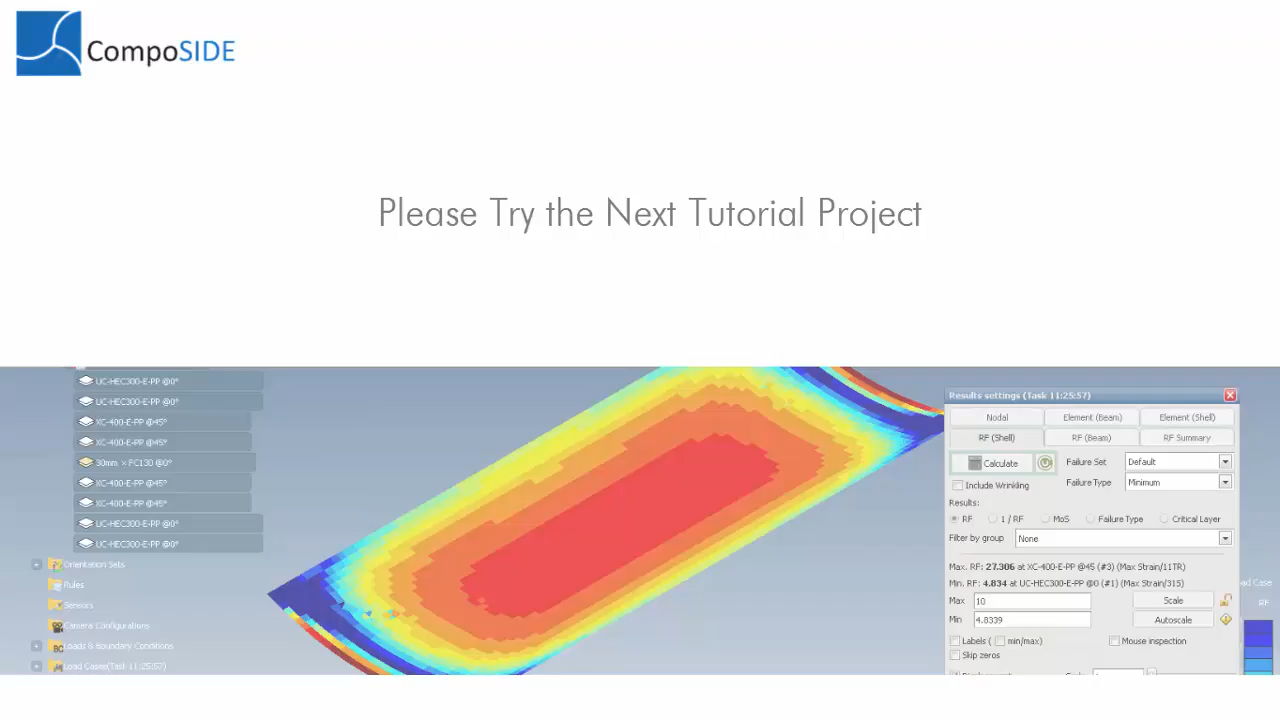 CompoSIDE
Please Try the Next Tutorial Project
UC-HEC300-E-PP @0°
UC-HEC300-E-PP @0°
XC-400-E-PP @45°
XC-400-E-PP @45°
30mm × FC130 @0°
XC-400-E-PP @45°
XC-400-E-PP @45°
UC-HEC300-E-PP @0°
UC-HEC300-E-PP @0°
Orientation Sets
Rules
Sensors
Camera Configurations
Loads & Boundary Conditions
Load Cases(Task 11:25:57)
Results settings (Task 11:25:57)
Nodal Element (Beam) Element (Shell)
RF (Shell) RF (Beam) RF Summary
Calculate Failure Set Default
Include Wrinkling Failure Type Minimum
Results:
RF 1 / RF MoS Failure Type Critical Layer
Filter by group None
Max. RF: 27.306 at XC-400-E-PP @45 (#3) (Max Strain/11TR)
Min. RF: 4.834 at UC-HEC300-E-PP @0 (#1) (Max Strain/315)
Max 10 Scale
Min 4.8339 Autoscale
Labels ( min/max) Mouse inspection
Skip zeros
ad Case
RF